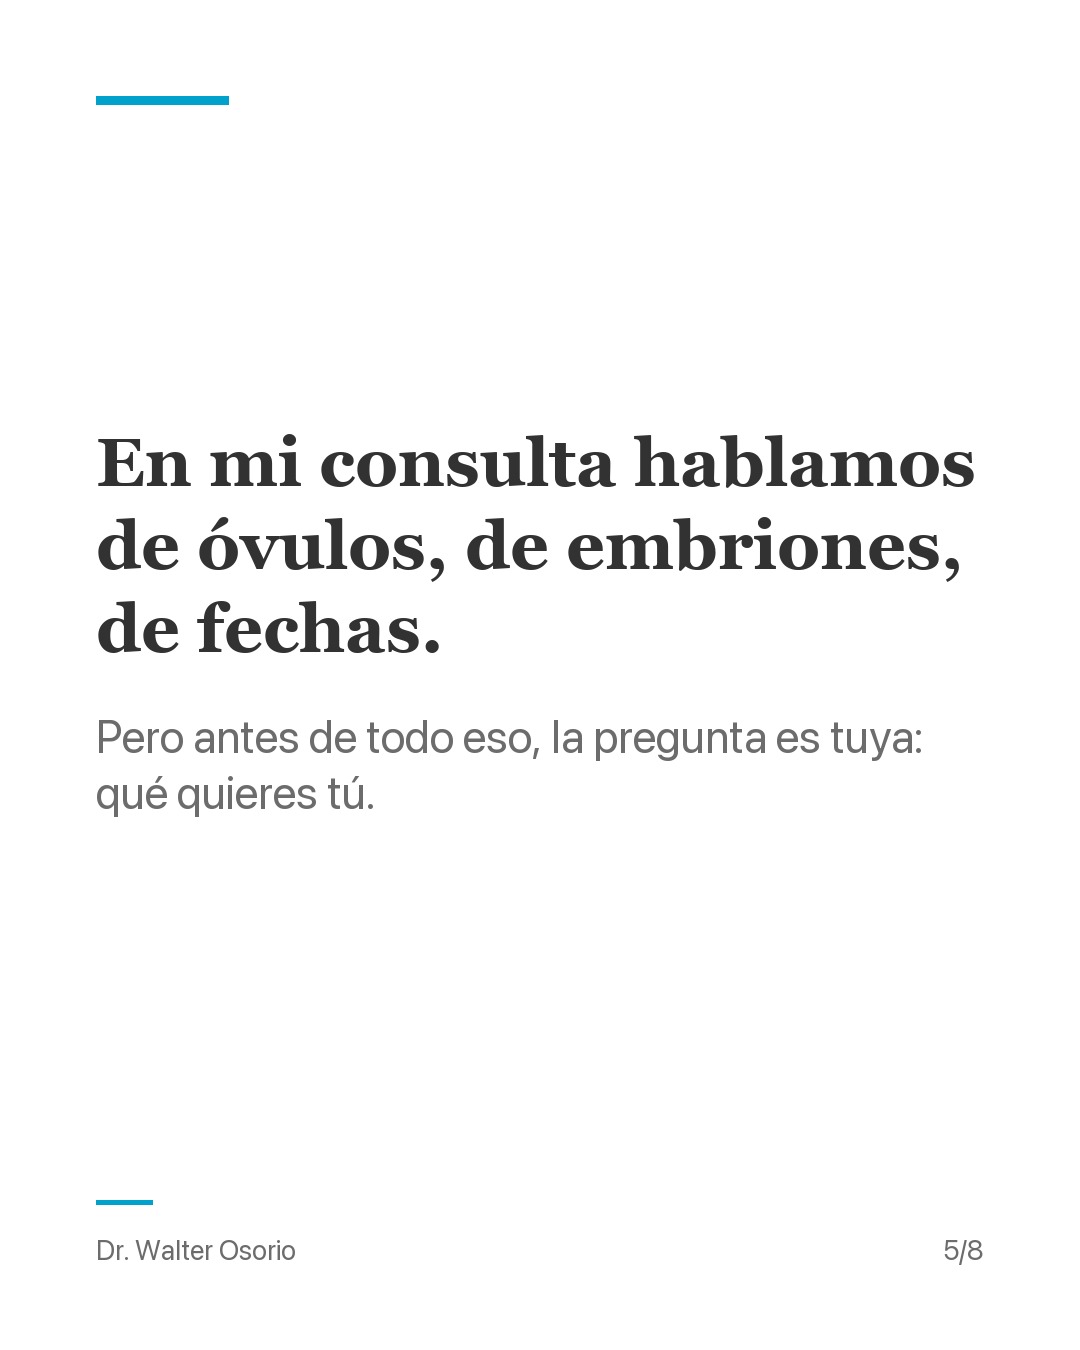 En mi consulta hablamos
de óvulos, de embriones,
de fechas.
Pero antes de todo eso, la pregunta es tuya:
qué quieres tú.
Dr. Walter Osorio
5/8